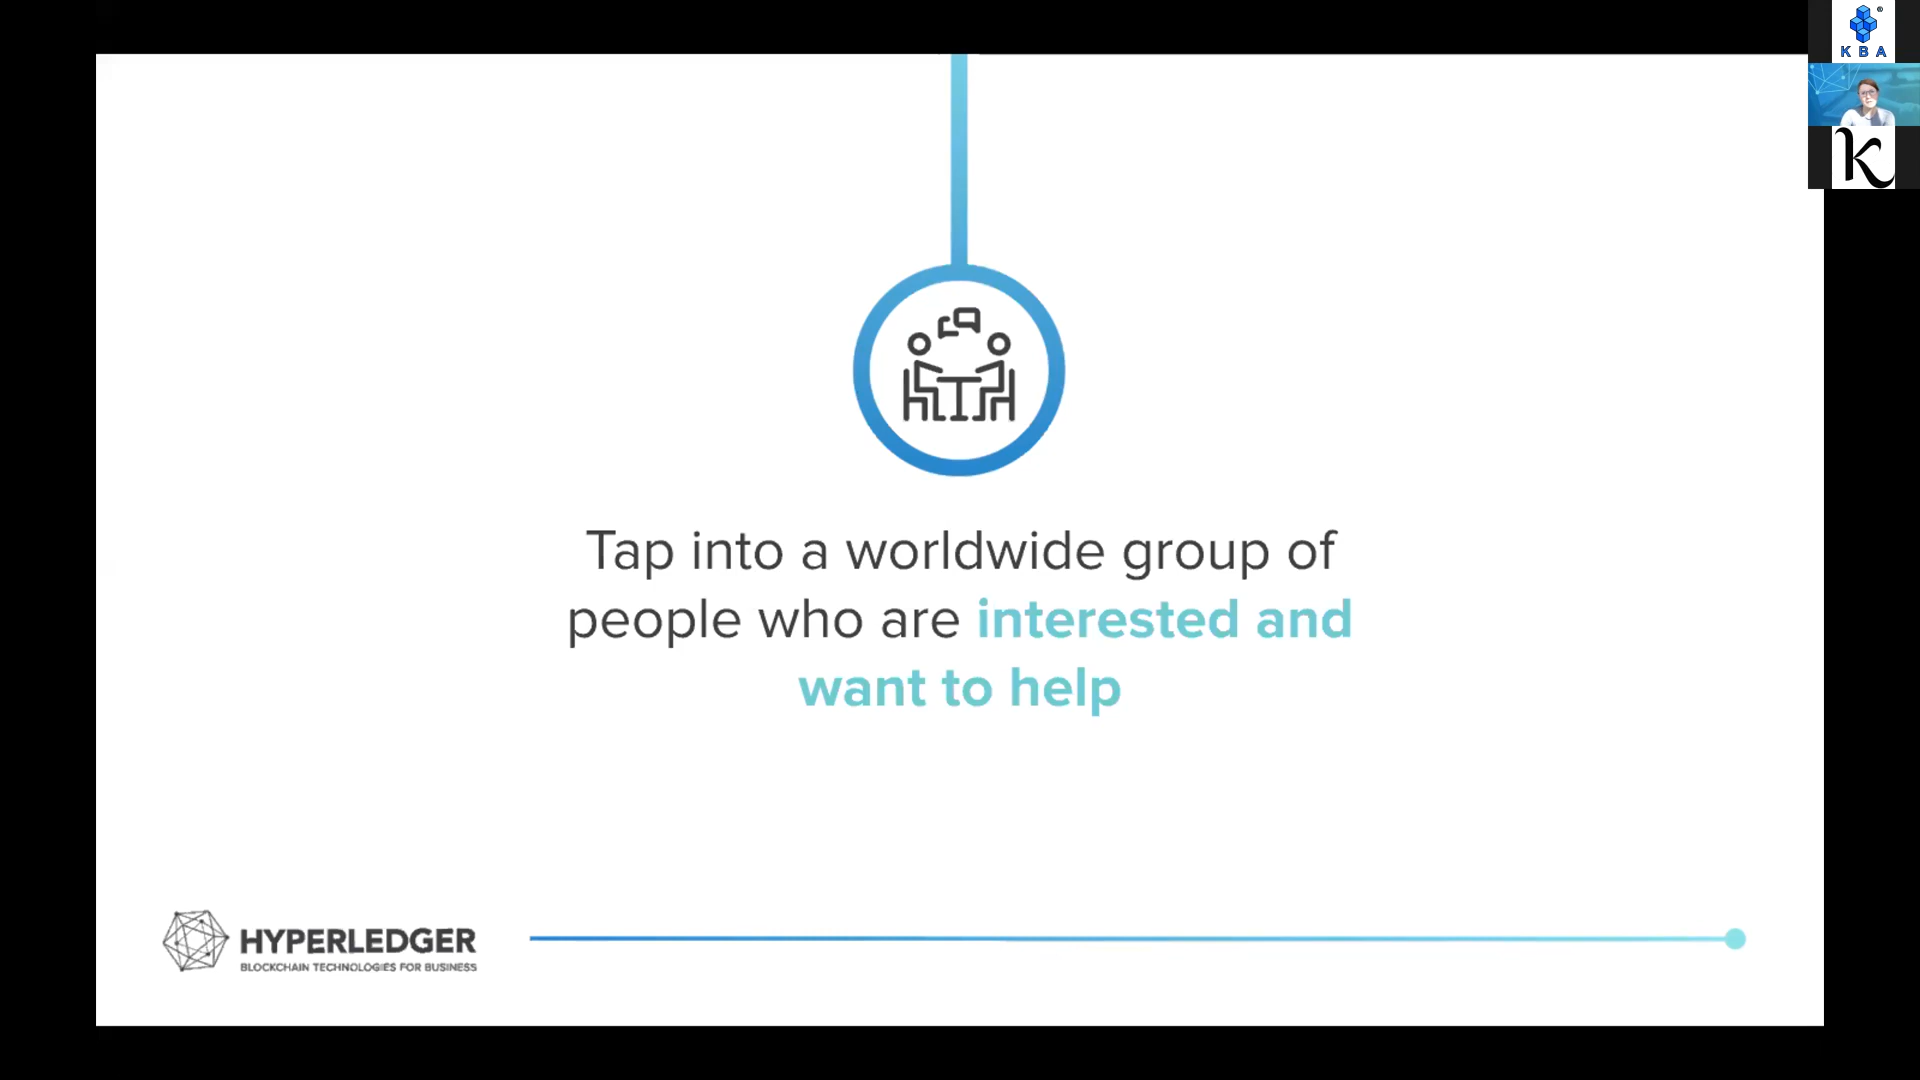 ® 
K B A
k
Tap into a worldwide group of
people who are interested and
want to help
HYPERLEDGER
BLOCKCHAIN TECHNOLOGIES FOR BUSINESS